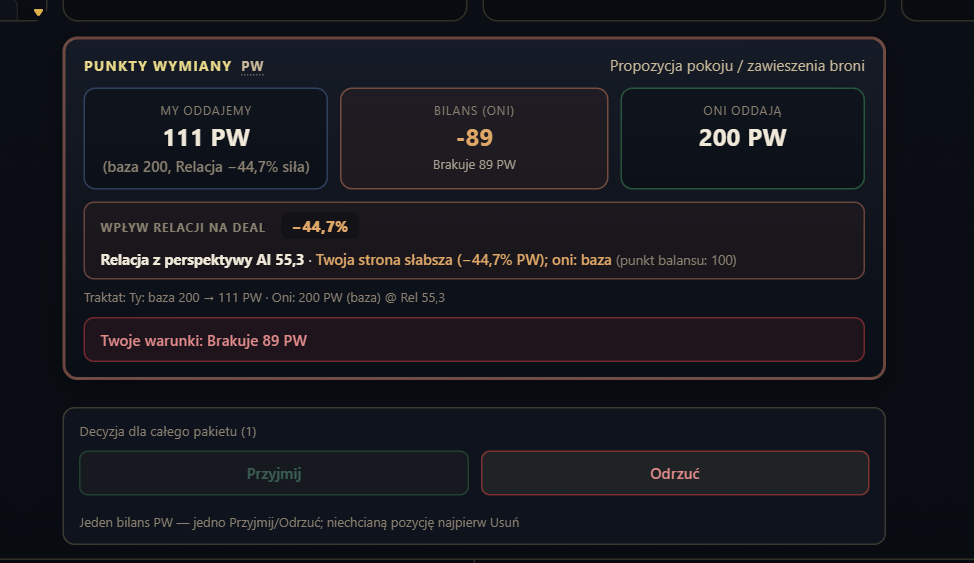 PUNKTY WYMIANY PW
Propozycja pokoju / zawieszenia broni
MY ODDAJEMY
111 PW
(baza 200, Relacja −44,7% siła)
BILANS (ONI)
-89
Brakuje 89 PW
ONI ODDAJĄ
200 PW
WPŁYW RELACJI NA DEAL −44,7%
Relacja z perspektywy AI 55,3 · Twoja strona słabsza (−44,7% PW); oni: baza (punkt balansu: 100)
Traktat: Ty: baza 200 → 111 PW · Oni: 200 PW (baza) @ Rel 55,3
Twoje warunki: Brakuje 89 PW
Decyzja dla całego pakietu (1)
Przyjmij
Odrzuć
Jeden bilans PW — jedno Przyjmij/Odrzuć; niechcianą pozycję najpierw Usuń